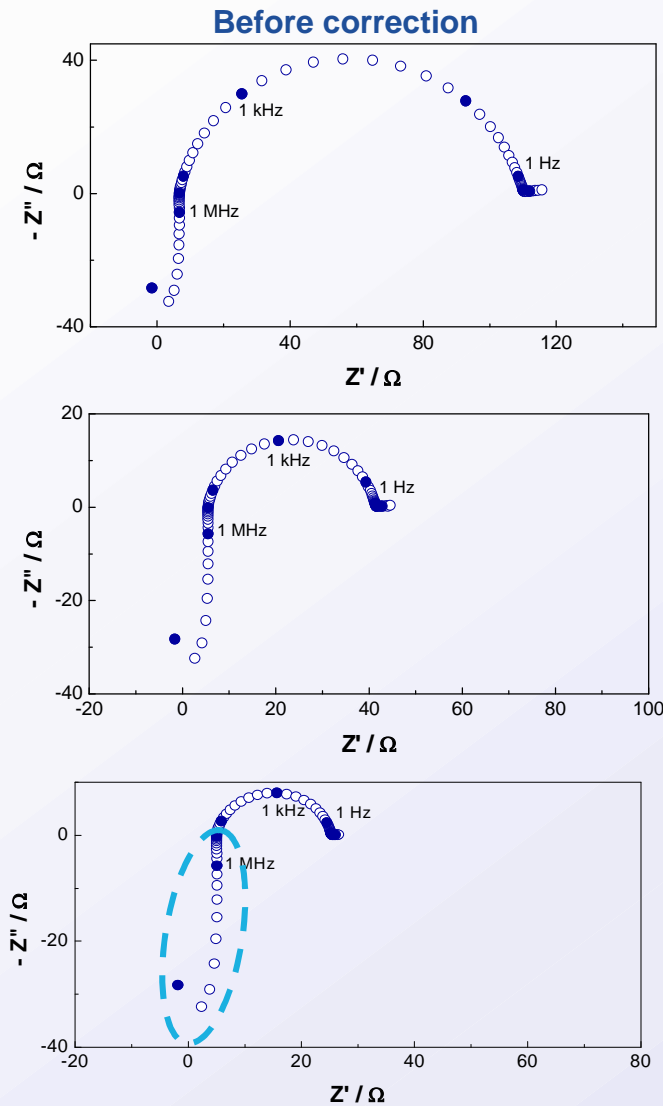 Before correction
40
0
-40
0
40
80
120
- Z" / Ω
Z' / Ω
1 kHz
1 Hz
1 MHz
20
0
-20
-40
-20
0
20
40
60
80
100
- Z" / Ω
Z' / Ω
1 kHz
1 Hz
1 MHz
0
-20
-40
-20
0
20
40
60
80
- Z" / Ω
Z' / Ω
1 kHz
1 Hz
1 MHz